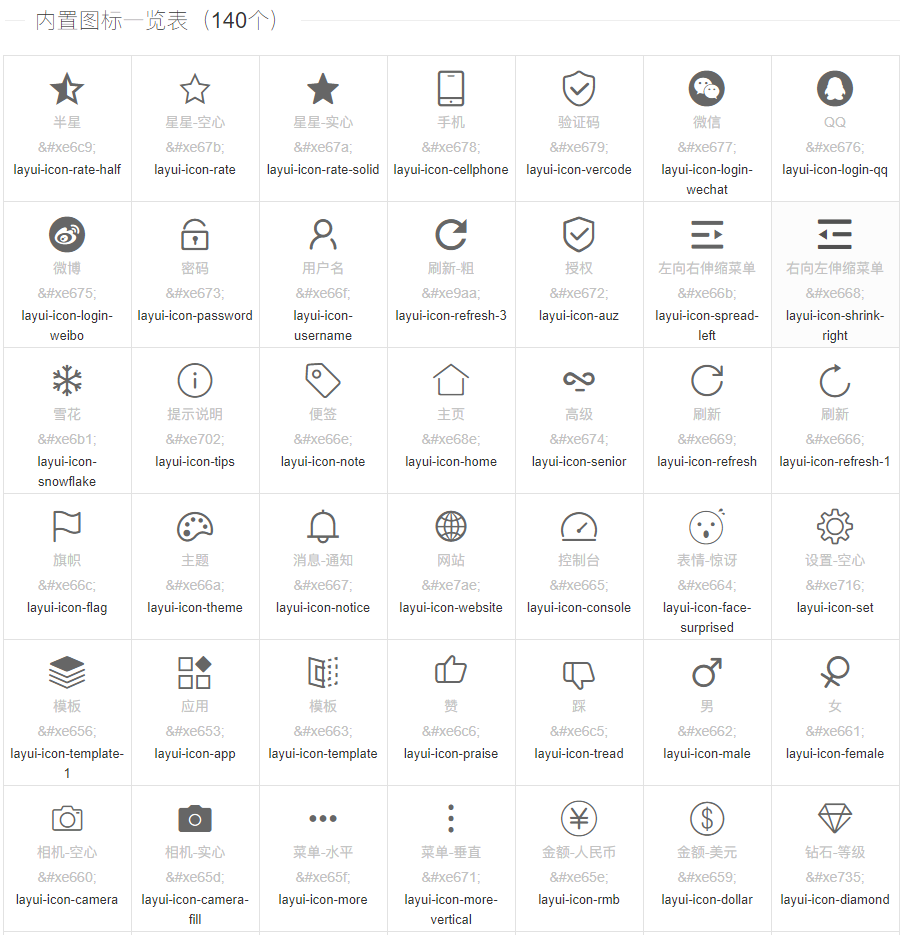 内置图标一览表（140个）
半星
&#xe6c9;
layui-icon-rate-half
星星-空心
&#xe67b;
layui-icon-rate
星星-实心
&#xe67a;
layui-icon-rate-solid
手机
&#xe678;
layui-icon-cellphone
验证码
&#xe679;
layui-icon-vercode
微信
&#xe677;
layui-icon-login-
wechat
QQ
&#xe676;
layui-icon-login-qq
微博
&#xe675;
layui-icon-login-
weibo
密码
&#xe673;
layui-icon-password
用户名
&#xe66f;
layui-icon-
username
刷新-粗
&#xe9aa;
layui-icon-refresh-3
授权
&#xe672;
layui-icon-auz
左向右伸缩菜单
&#xe66b;
layui-icon-spread-
left
右向左伸缩菜单
&#xe668;
layui-icon-shrink-
right
雪花
&#xe6b1;
layui-icon-
snowflake
提示说明
&#xe702;
layui-icon-tips
便签
&#xe66e;
layui-icon-note
主页
&#xe68e;
layui-icon-home
高级
&#xe674;
layui-icon-senior
刷新
&#xe669;
layui-icon-refresh
刷新
&#xe666;
layui-icon-refresh-1
旗帜
&#xe66c;
layui-icon-flag
主题
&#xe66a;
layui-icon-theme
消息-通知
&#xe667;
layui-icon-notice
网站
&#xe7ae;
layui-icon-website
控制台
&#xe665;
layui-icon-console
表情-惊讶
&#xe664;
layui-icon-face-
surprised
设置-空心
&#xe716;
layui-icon-set
模板
&#xe656;
layui-icon-template-
1
应用
&#xe653;
layui-icon-app
模板
&#xe663;
layui-icon-template
赞
&#xe6c6;
layui-icon-praise
踩
&#xe6c5;
layui-icon-tread
男
&#xe662;
layui-icon-male
女
&#xe661;
layui-icon-female
相机-空心
&#xe660;
layui-icon-camera
相机-实心
&#xe65d;
layui-icon-camera-
fill
菜单-水平
&#xe65f;
layui-icon-more
菜单-垂直
&#xe671;
layui-icon-more-
vertical
金额-人民币
&#xe65e;
layui-icon-rmb
金额-美元
&#xe659;
layui-icon-dollar
钻石-等级
&#xe735;
layui-icon-diamond